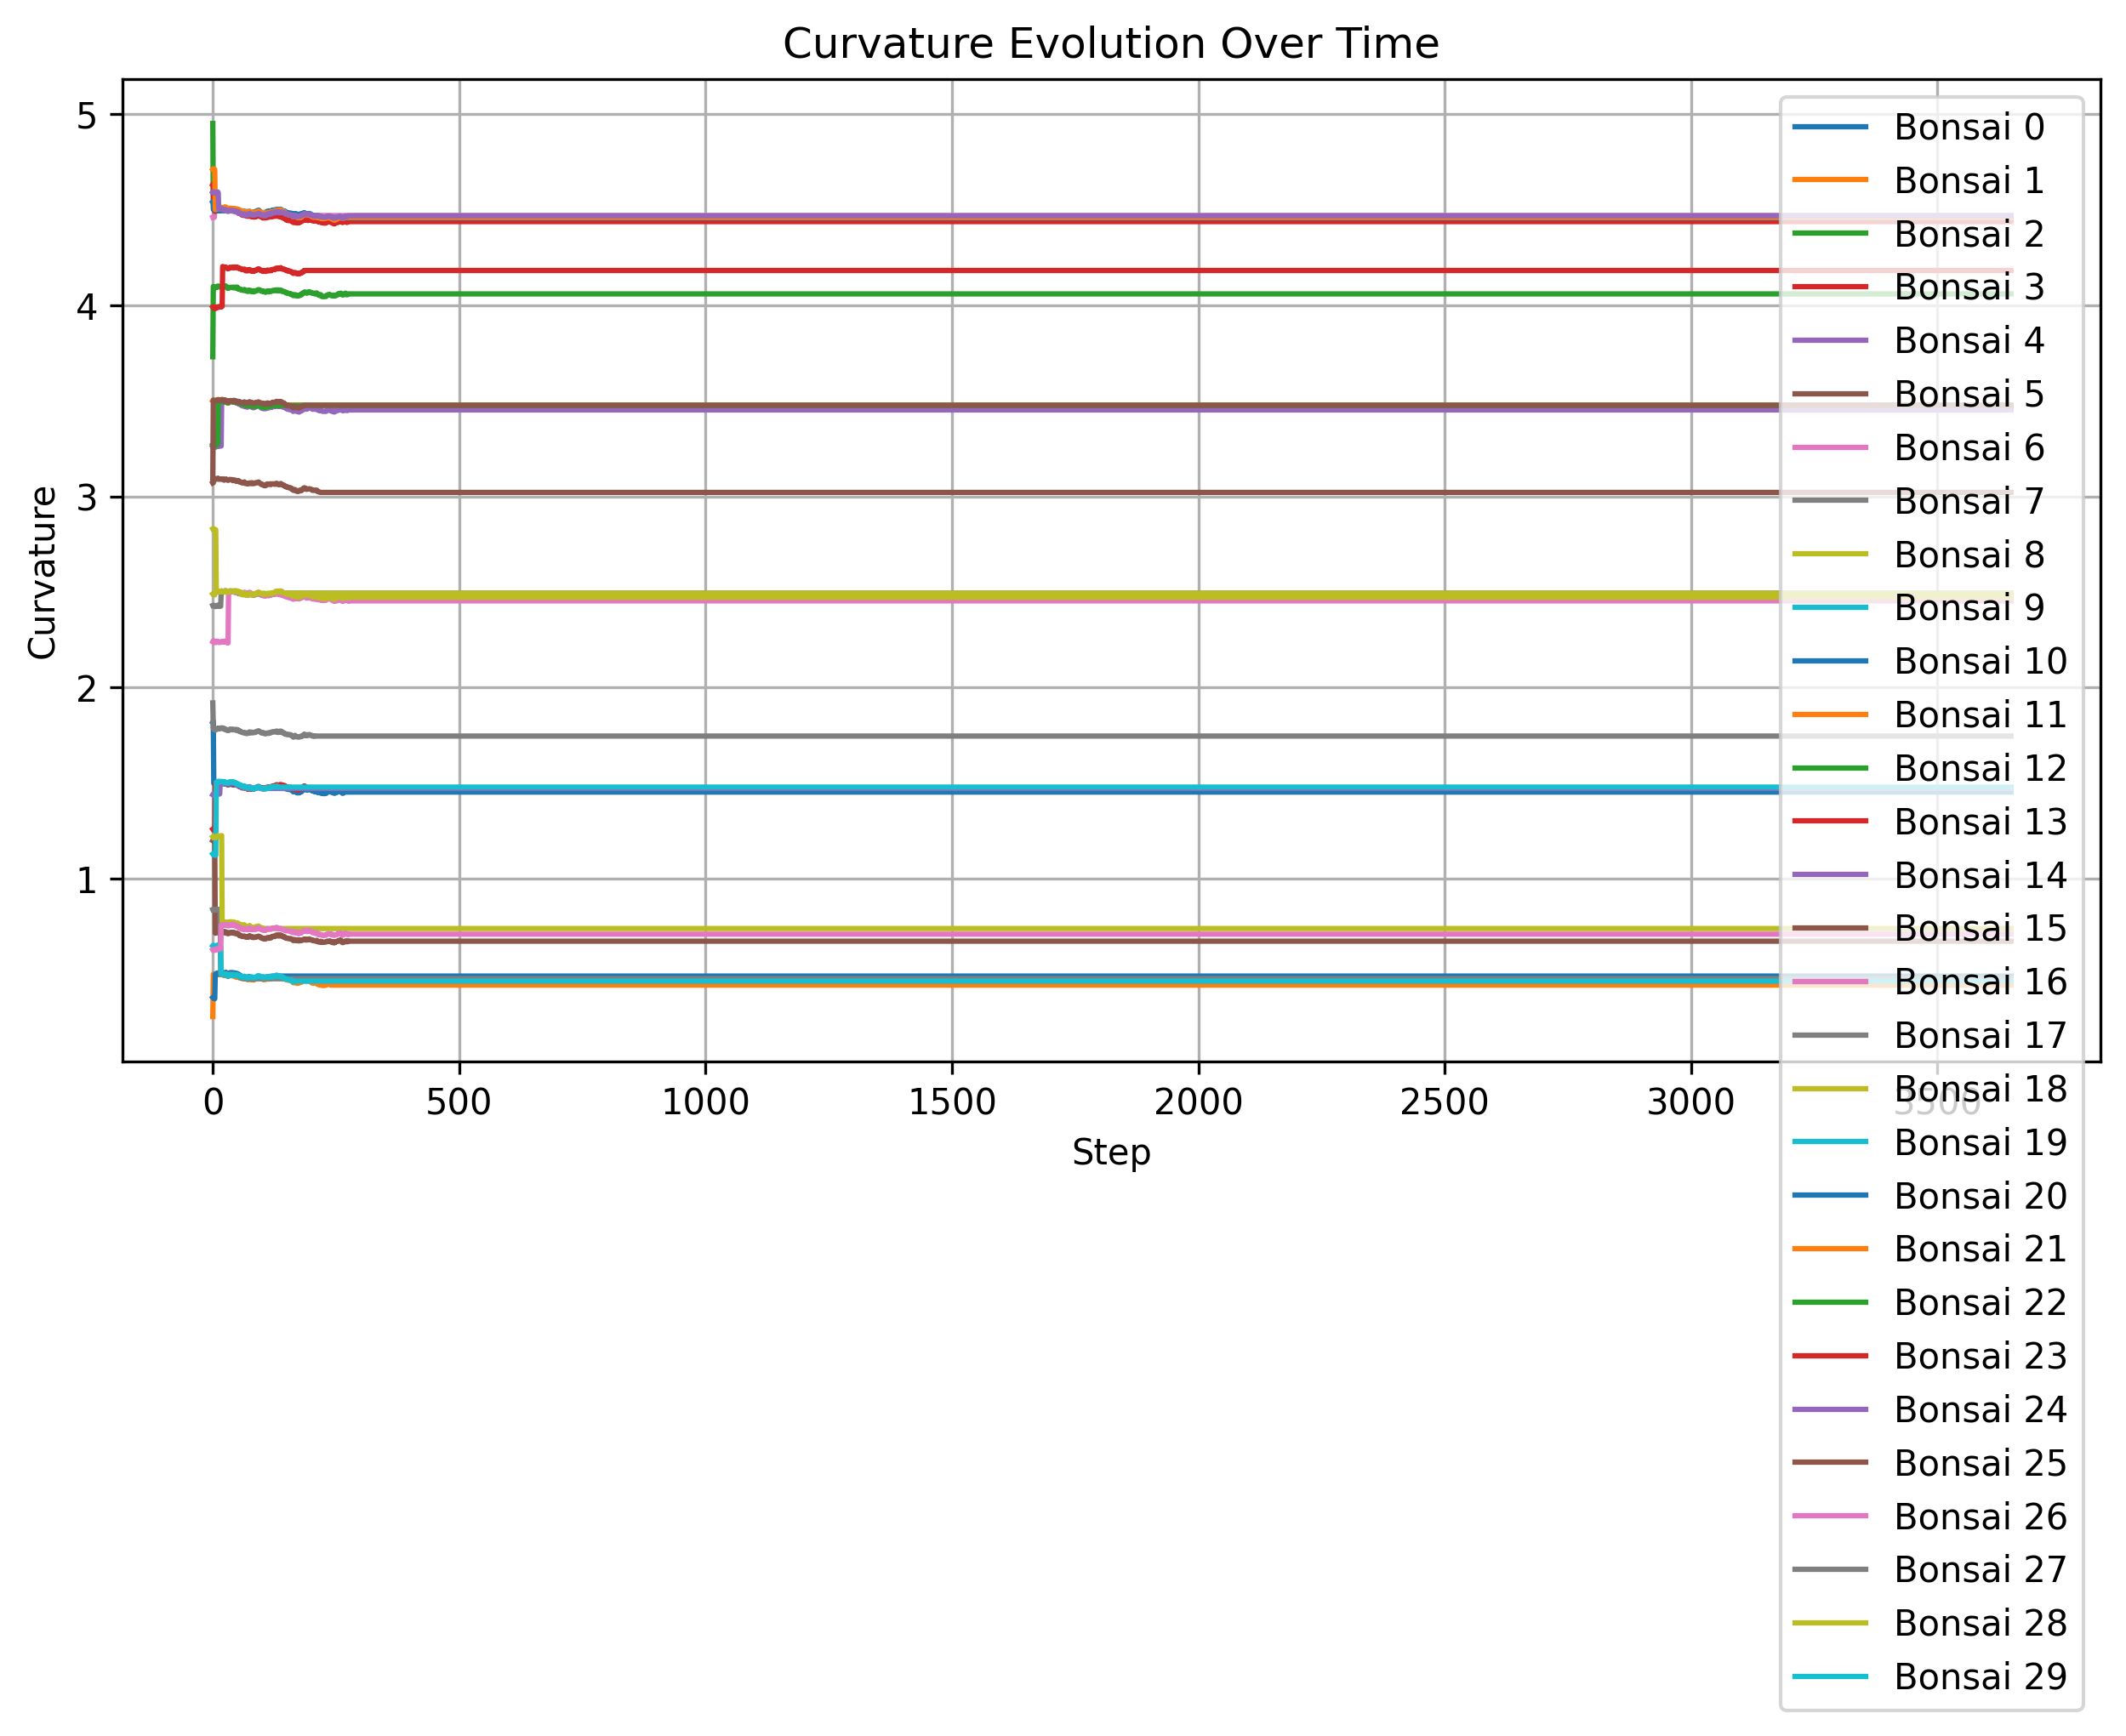 Curvature Evolution Over Time
5
4
3
2
1
Curvature
0 500 1000 1500 2000 2500 3000 3500
Step
Bonsai 0
Bonsai 1
Bonsai 2
Bonsai 3
Bonsai 4
Bonsai 5
Bonsai 6
Bonsai 7
Bonsai 8
Bonsai 9
Bonsai 10
Bonsai 11
Bonsai 12
Bonsai 13
Bonsai 14
Bonsai 15
Bonsai 16
Bonsai 17
Bonsai 18
Bonsai 19
Bonsai 20
Bonsai 21
Bonsai 22
Bonsai 23
Bonsai 24
Bonsai 25
Bonsai 26
Bonsai 27
Bonsai 28
Bonsai 29